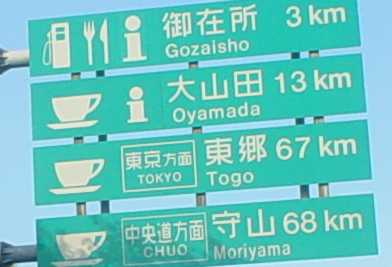 御在所 3 km
Gozaisho
大山田 13 km
Oyamada
東京方面 東郷 67 km
TOKYO Togo
中央道方面 守山 68 km
CHUO Moriyama